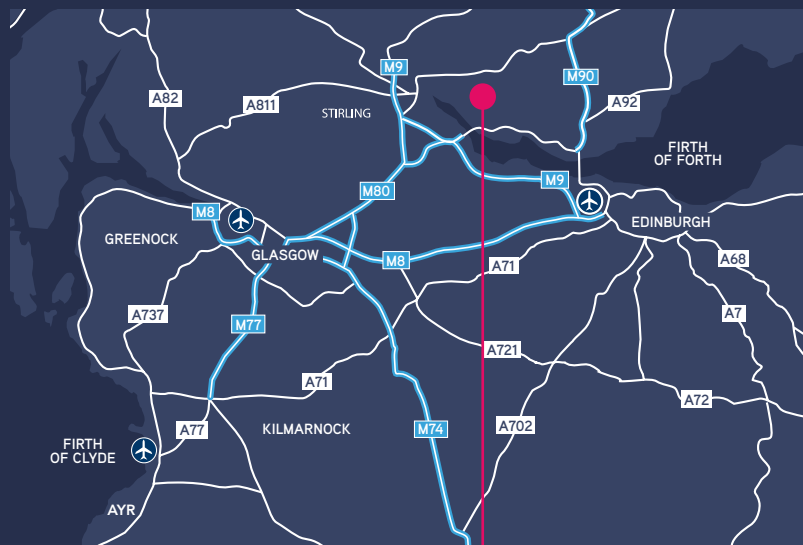 M9
M90
A82
A811
A92
STIRLING
FIRTH
OF FORTH
M80
M9
M8
GREENOCK
GLASGOW
EDINBURGH
M8
A71
A68
A737
M77
A7
A721
A71
A72
A77
KILMARNOCK
M74
A702
FIRTH
OF CLYDE
AYR